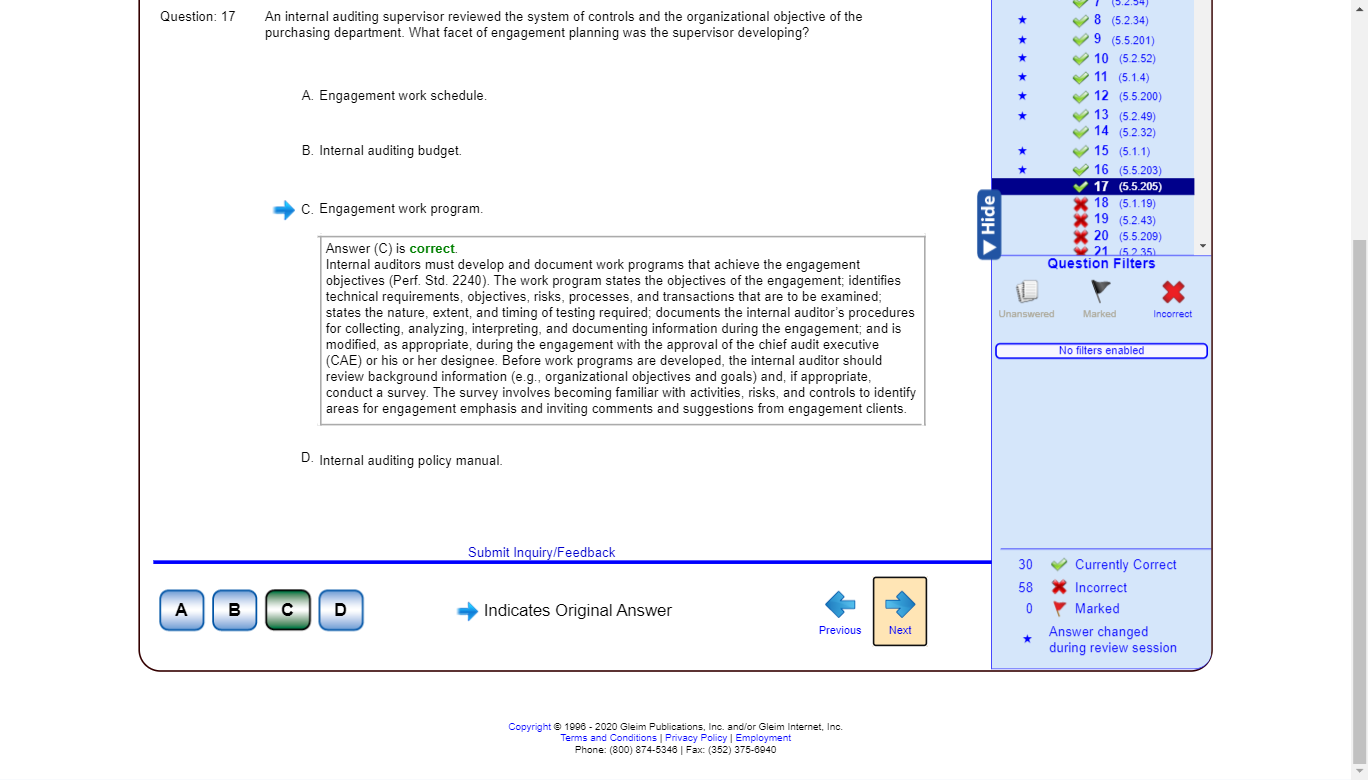 Question: 17
An internal auditing supervisor reviewed the system of controls and the organizational objective of the
purchasing department. What facet of engagement planning was the supervisor developing?
A. Engagement work schedule.
B. Internal auditing budget.
C. Engagement work program.
Answer (C) is correct.
Internal auditors must develop and document work programs that achieve the engagement
objectives (Perf. Std. 2240). The work program states the objectives of the engagement; identifies
technical requirements, objectives, risks, processes, and transactions that are to be examined;
states the nature, extent, and timing of testing required; documents the internal auditor's procedures
for collecting, analyzing, interpreting, and documenting information during the engagement; and is
modified, as appropriate, during the engagement with the approval of the chief audit executive
(CAE) or his or her designee. Before work programs are developed, the internal auditor should
review background information (e.g., organizational objectives and goals) and, if appropriate,
conduct a survey. The survey involves becoming familiar with activities, risks, and controls to identify
areas for engagement emphasis and inviting comments and suggestions from engagement clients.
D. Internal auditing policy manual.
Submit Inquiry/Feedback
A B C D
Indicates Original Answer
Previous
Next
7 (5.2.54)
8 (5.2.34)
9 (5.5.201)
10 (5.2.52)
11 (5.1.4)
12 (5.5.200)
13 (5.2.49)
14 (5.2.32)
15 (5.1.1)
16 (5.5.203)
17 (5.5.205)
18 (5.1.19)
19 (5.2.43)
20 (5.5.209)
21 (5.2.35)
Hide
Question Filters
Unanswered
Marked
Incorrect
No filters enabled
30 Currently Correct
58 Incorrect
0 Marked
Answer changed
during review session
Copyright © 1996 - 2020 Gleim Publications, Inc. and/or Gleim Internet, Inc.
Terms and Conditions | Privacy Policy | Employment
Phone: (800) 874-5346 | Fax: (352) 375-6940